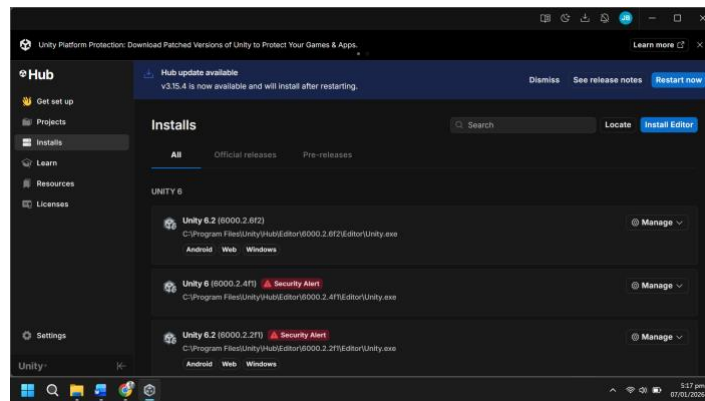 JB
Unity Platform Protection: Download Patched Versions of Unity to Protect Your Games & Apps.
Learn more
Hub
Hub update available
v3.15.4 is now available and will install after restarting.
Dismiss
See release notes
Restart now
Get set up
Projects
Installs
Learn
Resources
Licenses
Installs
Search
Locate
Install Editor
All
Official releases
Pre-releases
UNITY 6
Unity 6.2 (6000.2.6f2)
C:\Program Files\Unity\Hub\Editor\6000.2.6f2\Editor\Unity.exe
Android Web Windows
Manage
Unity 6 (6000.2.4f1) Security Alert
C:\Program Files\Unity\Hub\Editor\6000.2.4f1\Editor\Unity.exe
Manage
Unity 6.2 (6000.2.2f1) Security Alert
C:\Program Files\Unity\Hub\Editor\6000.2.2f1\Editor\Unity.exe
Android Web Windows
Manage
Settings
Unity
5:17 pm
07/01/2026